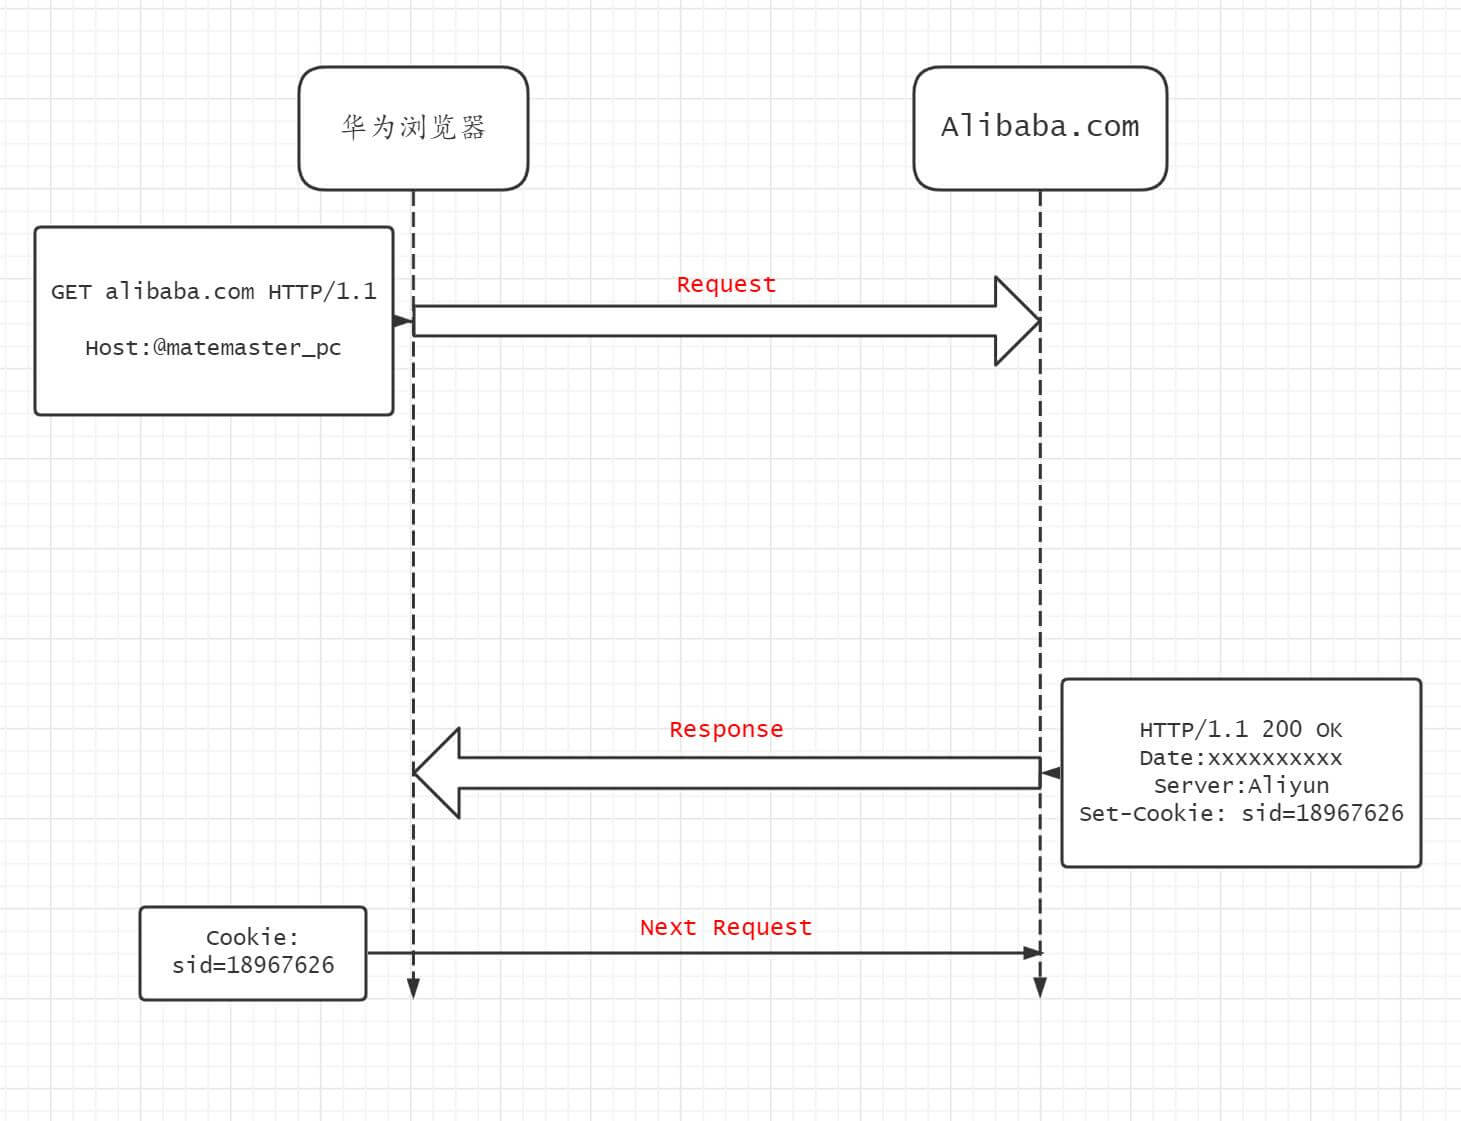 华为浏览器
Alibaba.com
GET alibaba.com HTTP/1.1
Host:@matemaster_pc
Request
Response
HTTP/1.1 200 OK
Date:xxxxxxxxxx
Server:Aliyun
Set-Cookie: sid=18967626
Next Request
Cookie:
sid=18967626